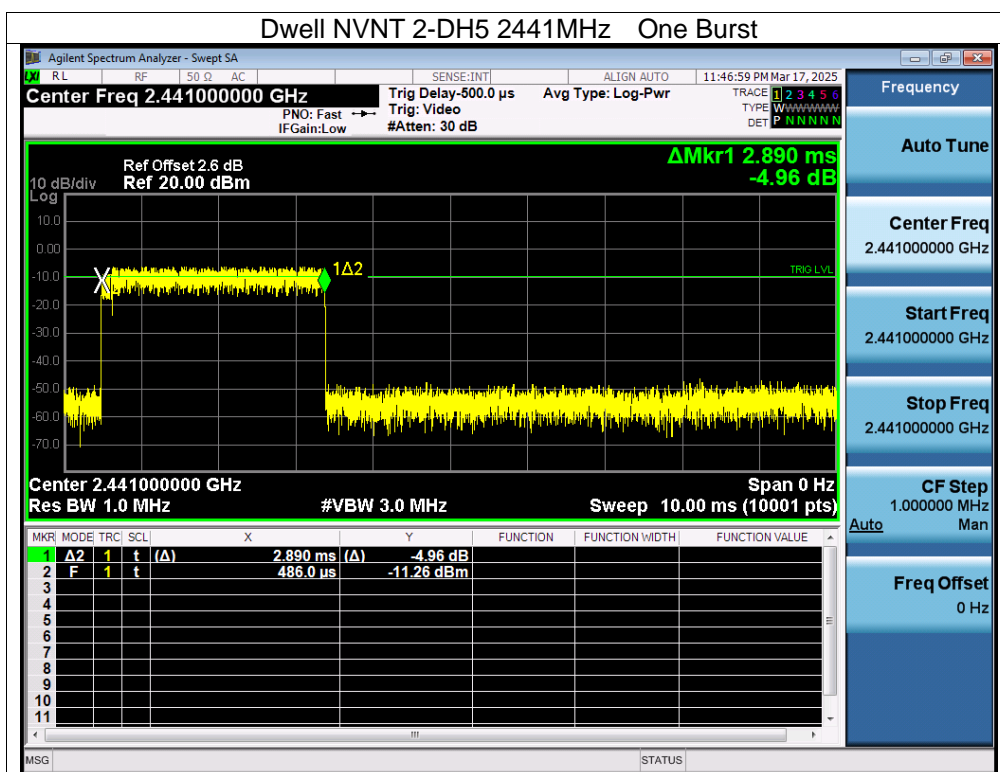 Dwell NVNT 2-DH5 2441MHz One Burst
Agilent Spectrum Analyzer - Swept SA
LXI RL RF 50 Ω AC SENSE:INT ALIGN AUTO 11:46:59 PM Mar 17, 2025
Center Freq 2.441000000 GHz
PNO: Fast
IFGain:Low
Trig Delay-500.0 µs
Trig: Video
#Atten: 30 dB
Avg Type: Log-Pwr
TRACE 1 2 3 4 5 6
TYPE WWWWWW
DET P N N N N N
Frequency
Auto Tune
Center Freq
2.441000000 GHz
Start Freq
2.441000000 GHz
Stop Freq
2.441000000 GHz
CF Step
1.000000 MHz
Auto Man
Freq Offset
0 Hz
ΔMkr1 2.890 ms
-4.96 dB
Ref Offset 2.6 dB
10 dB/div Ref 20.00 dBm
Log
10.0
0.00
-10.0
-20.0
-30.0
-40.0
-50.0
-60.0
-70.0
1Δ2
TRIG LVL
Center 2.441000000 GHz Span 0 Hz
Res BW 1.0 MHz #VBW 3.0 MHz Sweep 10.00 ms (10001 pts)
MKR MODE TRC SCL X Y FUNCTION FUNCTION WIDTH FUNCTION VALUE
1 Δ2 1 t (Δ) 2.890 ms (Δ) -4.96 dB
2 F 1 t 486.0 µs -11.26 dBm
3
4
5
6
7
8
9
10
11
MSG STATUS